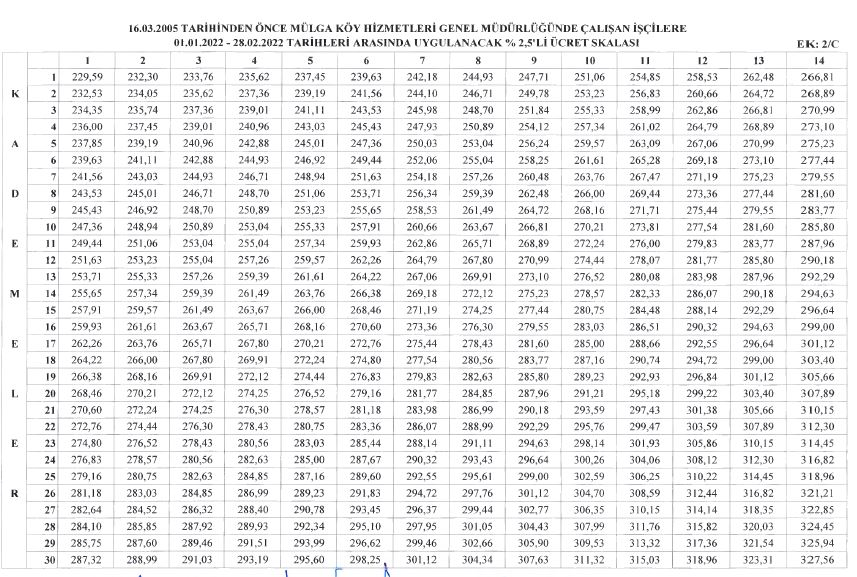 16.03.2005 TARİHİNDEN ÖNCE MÜLGA KÖY HİZMETLERİ GENEL MÜDÜRLÜĞÜNDE ÇALIŞAN İŞÇİLERE
01.01.2022 - 28.02.2022 TARİHLERİ ARASINDA UYGULANACAK % 2,5'Lİ ÜCRET SKALASI EK: 2/C
1 2 3 4 5 6 7 8 9 10 11 12 13 14
1 229,59 232,30 233,76 235,62 237,45 239,63 242,18 244,93 247,71 251,06 254,85 258,53 262,48 266,81
K 2 232,53 234,05 235,62 237,36 239,19 241,56 244,10 246,71 249,78 253,23 256,83 260,66 264,72 268,89
3 234,35 235,74 237,36 239,01 241,11 243,53 245,98 248,70 251,84 255,33 258,99 262,86 266,81 270,99
4 236,00 237,45 239,01 240,96 243,03 245,43 247,93 250,89 254,12 257,34 261,02 264,79 268,89 273,10
A 5 237,85 239,19 240,96 242,88 245,01 247,36 250,03 253,04 256,24 259,57 263,09 267,06 270,99 275,23
6 239,63 241,11 242,88 244,93 246,92 249,44 252,06 255,04 258,25 261,61 265,28 269,18 273,10 277,44
7 241,56 243,03 244,93 246,71 248,94 251,63 254,18 257,26 260,48 263,76 267,47 271,19 275,23 279,55
D 8 243,53 245,01 246,71 248,70 251,06 253,71 256,34 259,39 262,48 266,00 269,44 273,36 277,44 281,60
9 245,43 246,92 248,70 250,89 253,23 255,65 258,53 261,49 264,72 268,16 271,71 275,44 279,55 283,77
10 247,36 248,94 250,89 253,04 255,33 257,91 260,66 263,67 266,81 270,21 273,81 277,54 281,60 285,80
E 11 249,44 251,06 253,04 255,04 257,34 259,93 262,86 265,71 268,89 272,24 276,00 279,83 283,77 287,96
12 251,63 253,23 255,04 257,26 259,57 262,26 264,79 267,80 270,99 274,44 278,07 281,77 285,80 290,18
13 253,71 255,33 257,26 259,39 261,61 264,22 267,06 269,91 273,10 276,52 280,08 283,98 287,96 292,29
M 14 255,65 257,34 259,39 261,49 263,76 266,38 269,18 272,12 275,23 278,57 282,33 286,07 290,18 294,63
15 257,91 259,57 261,49 263,67 266,00 268,46 271,19 274,25 277,44 280,75 284,48 288,14 292,29 296,64
16 259,93 261,61 263,67 265,71 268,16 270,60 273,36 276,30 279,55 283,03 286,51 290,32 294,63 299,00
E 17 262,26 263,76 265,71 267,80 270,21 272,76 275,44 278,43 281,60 285,00 288,66 292,55 296,64 301,12
18 264,22 266,00 267,80 269,91 272,24 274,80 277,54 280,56 283,77 287,16 290,74 294,72 299,00 303,40
19 266,38 268,16 269,91 272,12 274,44 276,83 279,83 282,63 285,80 289,23 292,93 296,84 301,12 305,66
L 20 268,46 270,21 272,12 274,25 276,52 279,16 281,77 284,85 287,96 291,21 295,18 299,22 303,40 307,89
21 270,60 272,24 274,25 276,30 278,57 281,18 283,98 286,99 290,18 293,59 297,43 301,38 305,66 310,15
22 272,76 274,44 276,30 278,43 280,75 283,36 286,07 288,99 292,29 295,76 299,47 303,59 307,89 312,30
E 23 274,80 276,52 278,43 280,56 283,03 285,44 288,14 291,11 294,63 298,14 301,93 305,86 310,15 314,45
24 276,83 278,57 280,56 282,63 285,00 287,67 290,32 293,43 296,64 300,26 304,06 308,12 312,30 316,82
25 279,16 280,75 282,63 284,85 287,16 289,60 292,55 295,61 299,00 302,59 306,25 310,22 314,45 318,96
R 26 281,18 283,03 284,85 286,99 289,23 291,83 294,72 297,76 301,12 304,70 308,59 312,44 316,82 321,21
27 282,64 284,52 286,32 288,40 290,78 293,45 296,37 299,44 302,77 306,35 310,15 314,14 318,35 322,85
28 284,10 285,85 287,92 289,93 292,34 295,10 297,95 301,05 304,43 307,99 311,76 315,82 320,03 324,45
29 285,75 287,60 289,46 291,51 293,99 296,62 299,46 302,66 305,90 309,53 313,32 317,36 321,54 325,94
30 287,32 288,99 291,03 293,19 295,60 298,25 301,12 304,34 307,63 311,32 315,03 318,96 323,31 327,56